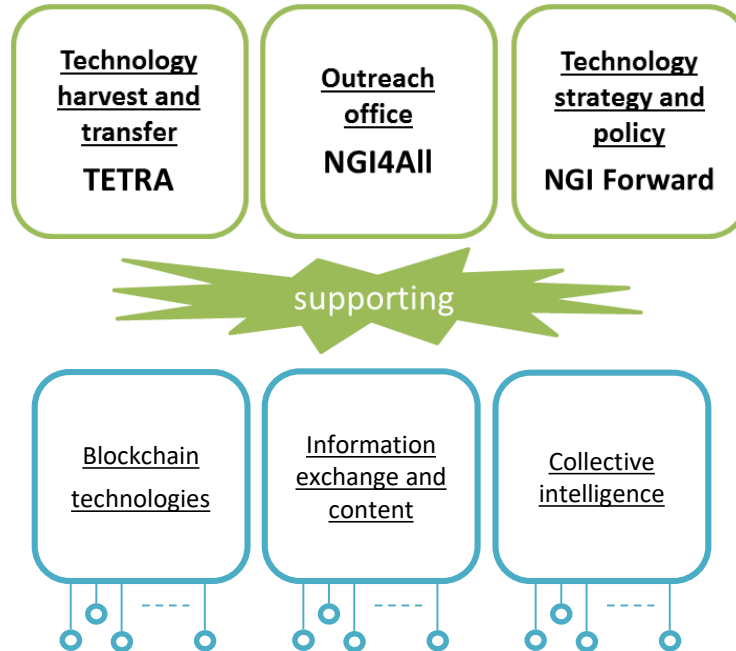 Technology
harvest and
transfer
TETRA
Outreach
office
NGI4All
Technology
strategy and
policy
NGI Forward
supporting
Blockchain
technologies
Information
exchange and
content
Collective
intelligence